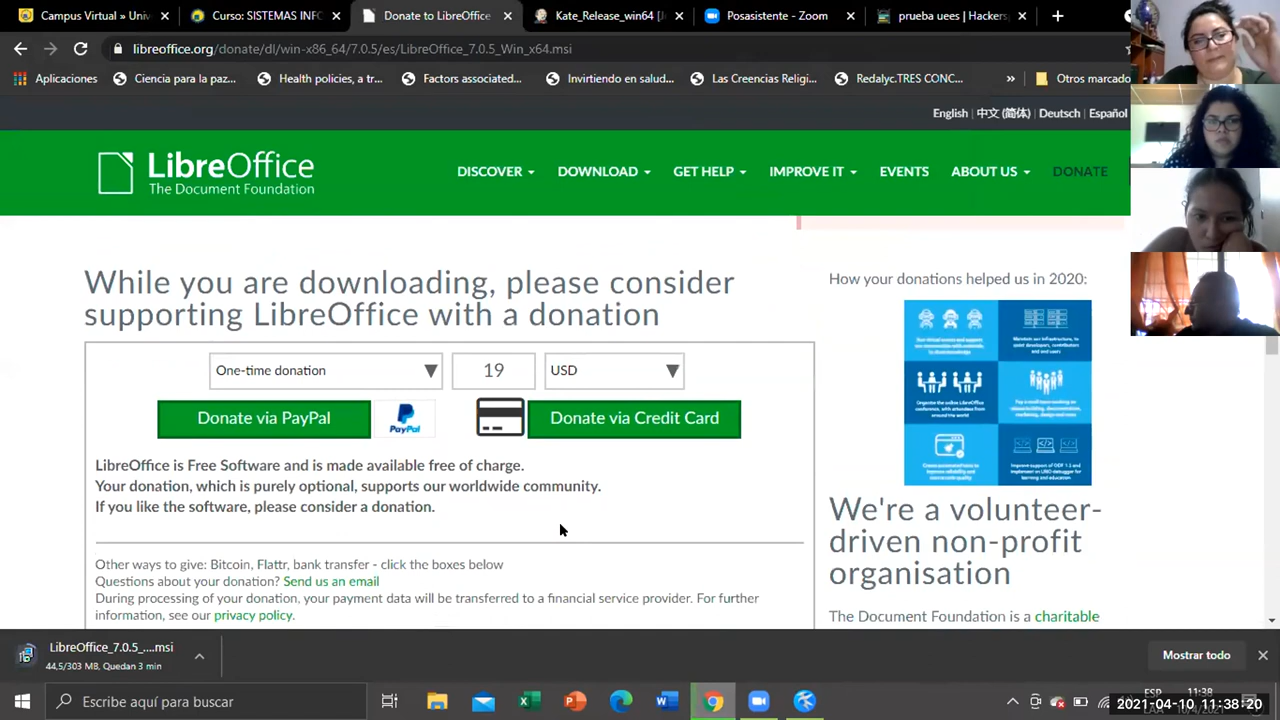 Campus Virtual » Univ
Curso: SISTEMAS INFO
Donate to LibreOffice
Kate_Release_win64 [J
Posasistente - Zoom
prueba uees | Hackers
libreoffice.org/donate/dl/win-x86_64/7.0.5/es/LibreOffice_7.0.5_Win_x64.msi
Aplicaciones
Ciencia para la paz...
Health policies, a tr...
Factors associated...
Invirtiendo en salud...
Las Creencias Religi...
Redalyc.TRES CONC...
»
Otros marcado
English | 中文 (简体) | Deutsch | Español
LibreOffice
The Document Foundation
DISCOVER
DOWNLOAD
GET HELP
IMPROVE IT
EVENTS
ABOUT US
DONATE
While you are downloading, please consider
supporting LibreOffice with a donation
One-time donation
19
USD
Donate via PayPal
PayPal
Donate via Credit Card
LibreOffice is Free Software and is made available free of charge.
Your donation, which is purely optional, supports our worldwide community.
If you like the software, please consider a donation.
Other ways to give: Bitcoin, Flattr, bank transfer - click the boxes below
Questions about your donation? Send us an email
During processing of your donation, your payment data will be transferred to a financial service provider. For further
information, see our privacy policy.
How your donations helped us in 2020:
We're a volunteer-
driven non-profit
organisation
The Document Foundation is a charitable
LibreOffice_7.0.5_....msi
44,5/303 MB, Quedan 3 min
Mostrar todo
Escribe aquí para buscar
ESP
11:38
2021-04-10 11:38:20